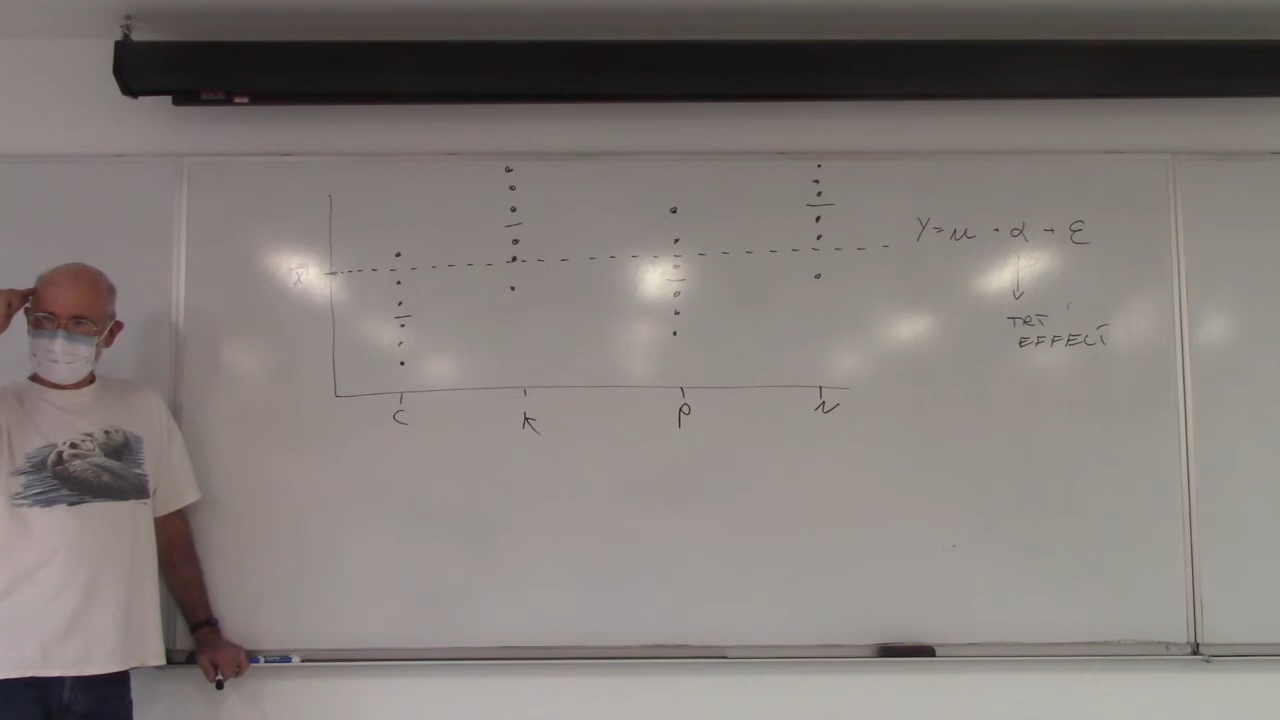 Y = μ + α + ε
X̄
TRT
EFFECT
C K P N